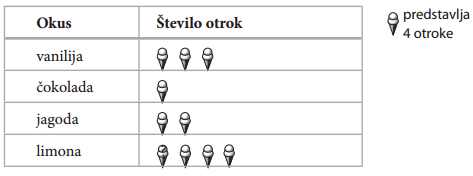 Okus Število otrok
vanilija
čokolada
jagoda
limona
predstavlja
4 otroke